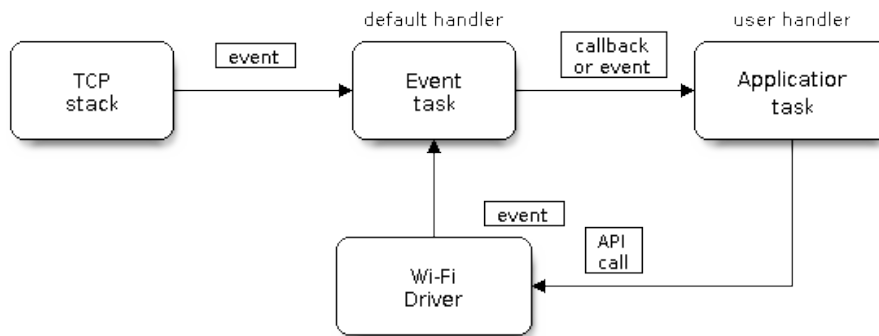 default handler
user handler
event
callback
or event
TCP
stack
Event
task
Application
task
event
API
call
Wi-Fi
Driver